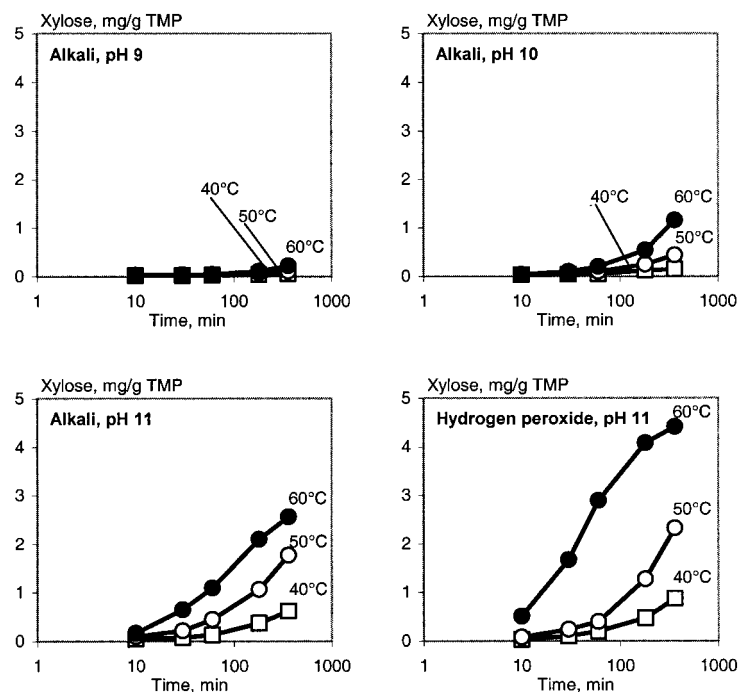 Xylose, mg/g TMP
Alkali, pH 9
5
4
3
2
1
0
40°C
50°C
60°C
1
10
100
1000
Time, min
Xylose, mg/g TMP
Alkali, pH 10
5
4
3
2
1
0
40°C
60°C
50°C
1
10
100
1000
Time, min
Xylose, mg/g TMP
Alkali, pH 11
5
4
3
2
1
0
60°C
50°C
40°C
1
10
100
1000
Time, min
Xylose, mg/g TMP
Hydrogen peroxide, pH 11
5
4
3
2
1
0
60°C
50°C
40°C
1
10
100
1000
Time, min